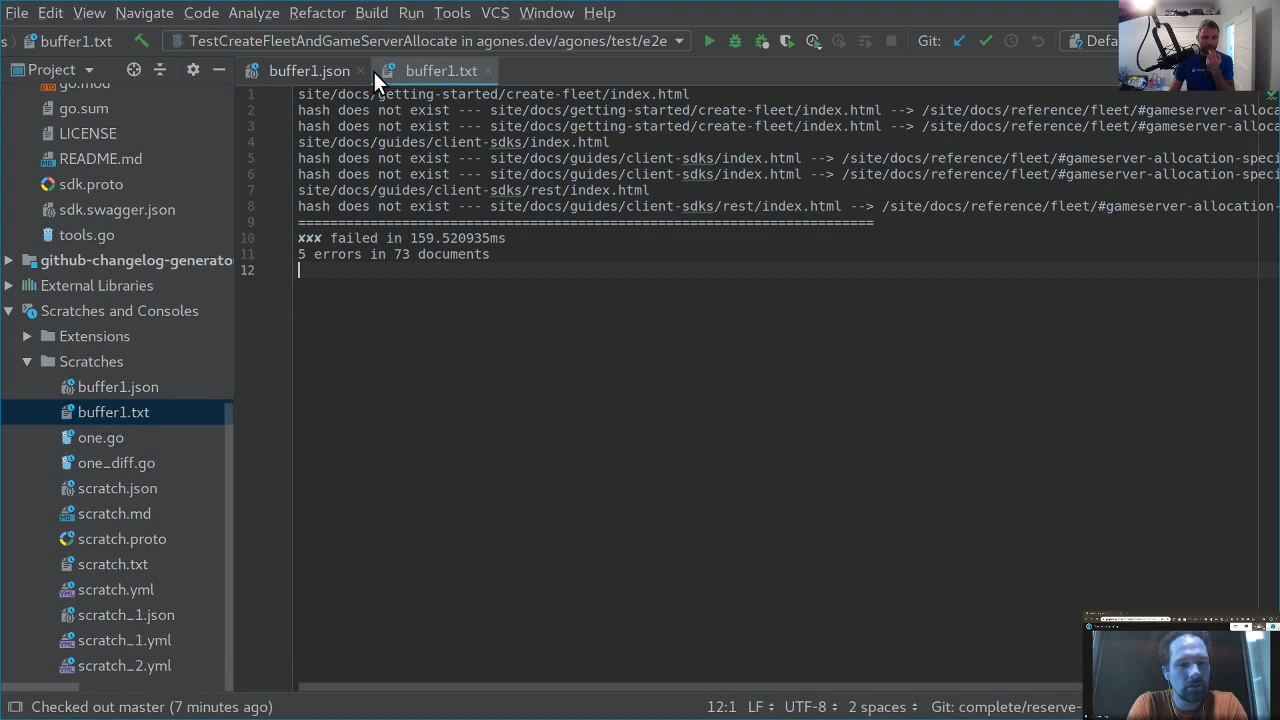 File Edit View Navigate Code Analyze Refactor Build Run Tools VCS Window Help
s buffer1.txt TestCreateFleetAndGameServerAllocate in agones.dev/agones/test/e2e Git: Defa
Project buffer1.json buffer1.txt
go.mod
go.sum
LICENSE
README.md
sdk.proto
sdk.swagger.json
tools.go
github-changelog-generato
External Libraries
Scratches and Consoles
Extensions
Scratches
buffer1.json
buffer1.txt
one.go
one_diff.go
scratch.json
scratch.md
scratch.proto
scratch.txt
scratch.yml
scratch_1.json
scratch_1.yml
scratch_2.yml
1 site/docs/getting-started/create-fleet/index.html
2 hash does not exist --- site/docs/getting-started/create-fleet/index.html --> /site/docs/reference/fleet/#gameserver-alloca
3 hash does not exist --- site/docs/getting-started/create-fleet/index.html --> /site/docs/reference/fleet/#gameserver-alloca
4 site/docs/guides/client-sdks/index.html
5 hash does not exist --- site/docs/guides/client-sdks/index.html --> /site/docs/reference/fleet/#gameserver-allocation-speci
6 hash does not exist --- site/docs/guides/client-sdks/index.html --> /site/docs/reference/fleet/#gameserver-allocation-speci
7 site/docs/guides/client-sdks/rest/index.html
8 hash does not exist --- site/docs/guides/client-sdks/rest/index.html --> /site/docs/reference/fleet/#gameserver-allocation-
9 ========================================================================
10 ✘✘✘ failed in 159.520935ms
11 5 errors in 73 documents
12
Checked out master (7 minutes ago) 12:1 LF UTF-8 2 spaces Git: complete/reserve-